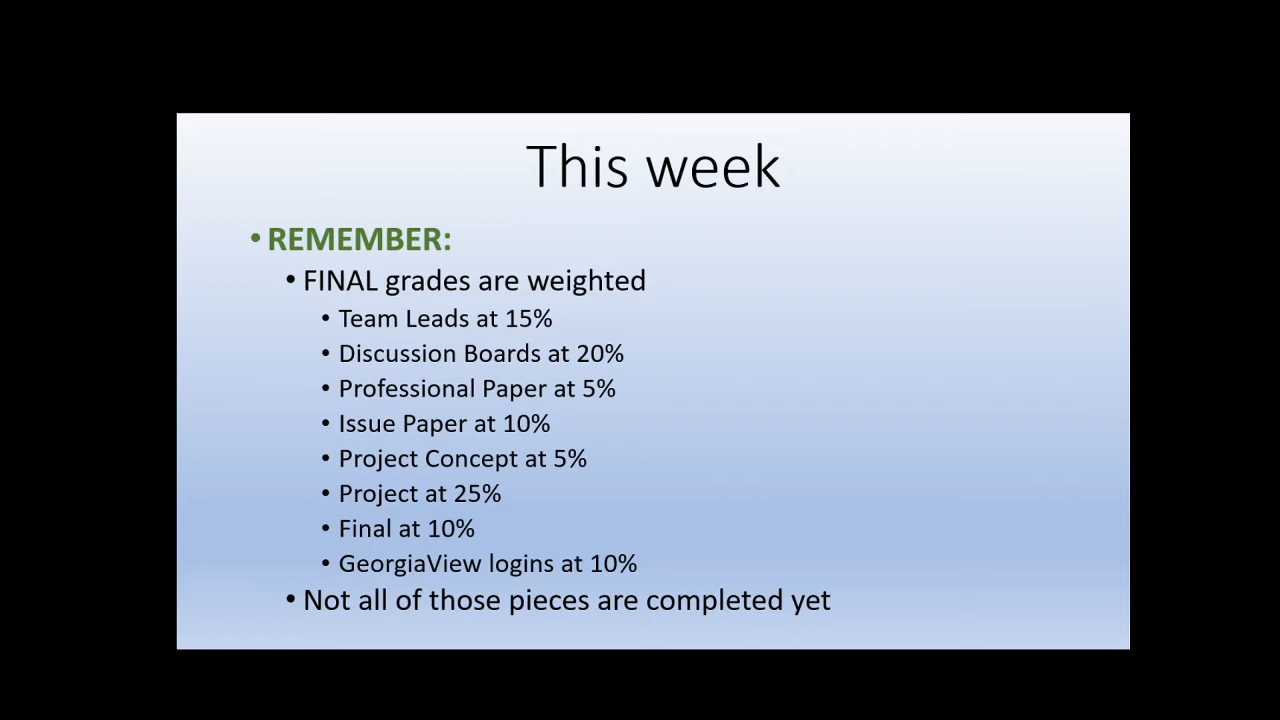 This week
• REMEMBER:
• FINAL grades are weighted
• Team Leads at 15%
• Discussion Boards at 20%
• Professional Paper at 5%
• Issue Paper at 10%
• Project Concept at 5%
• Project at 25%
• Final at 10%
• GeorgiaView logins at 10%
• Not all of those pieces are completed yet